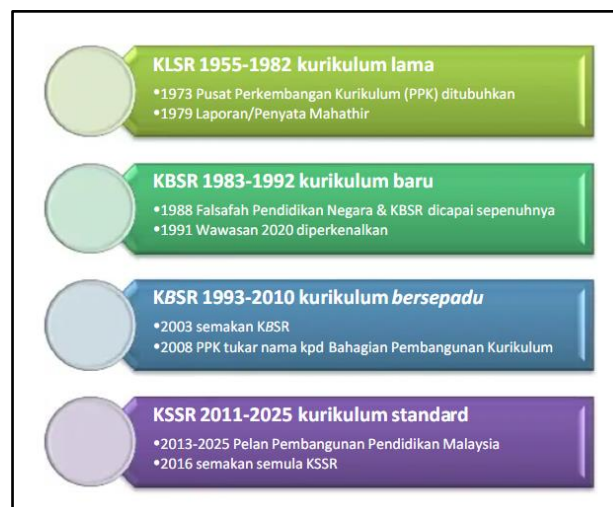 KLSR 1955-1982 kurikulum lama
•1973 Pusat Perkembangan Kurikulum (PPK) ditubuhkan
•1979 Laporan/Penyata Mahathir
KBSR 1983-1992 kurikulum baru
•1988 Falsafah Pendidikan Negara & KBSR dicapai sepenuhnya
•1991 Wawasan 2020 diperkenalkan
KBSR 1993-2010 kurikulum bersepadu
•2003 semakan KBSR
•2008 PPK tukar nama kpd Bahagian Pembangunan Kurikulum
KSSR 2011-2025 kurikulum standard
•2013-2025 Pelan Pembangunan Pendidikan Malaysia
•2016 semakan semula KSSR